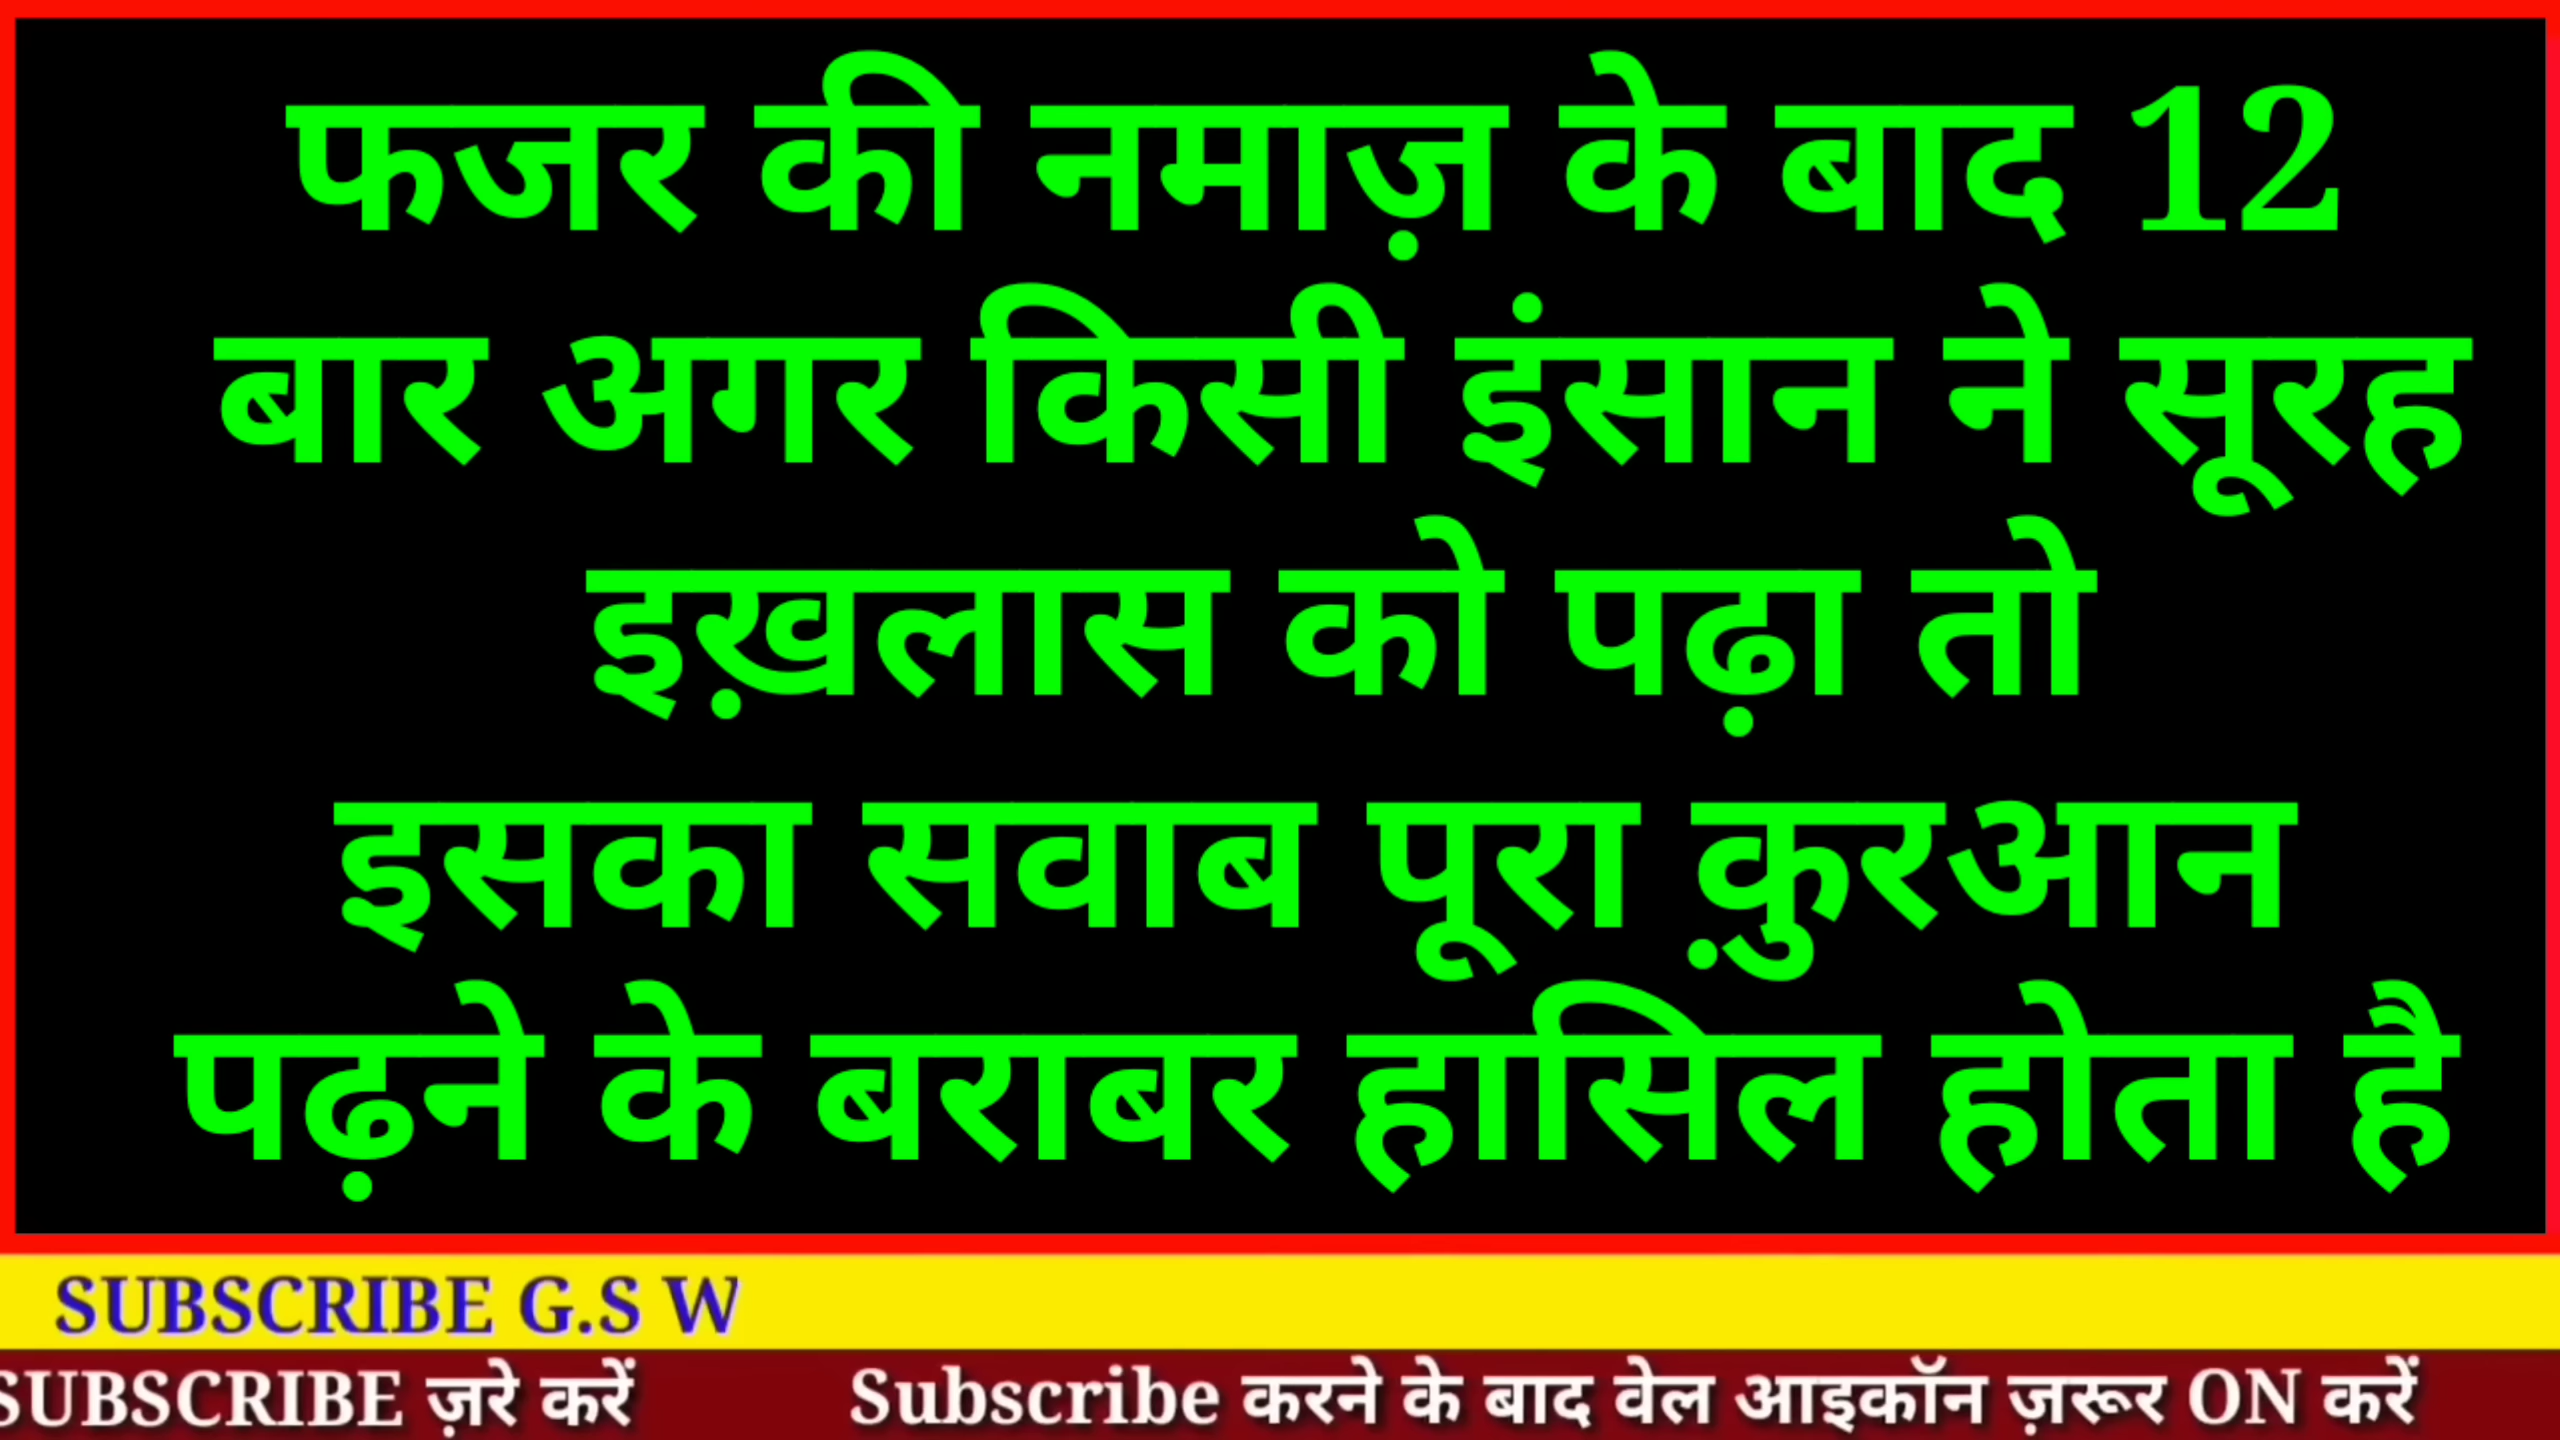 फजर की नमाज़ के बाद 12
बार अगर किसी इंसान ने सूरह
इख़लास को पढ़ा तो
इसका सवाब पूरा क़ुरआन
पढ़ने के बराबर हासिल होता है
SUBSCRIBE G.S W
SUBSCRIBE ज़रे करें Subscribe करने के बाद वेल आइकॉन ज़रूर ON करें